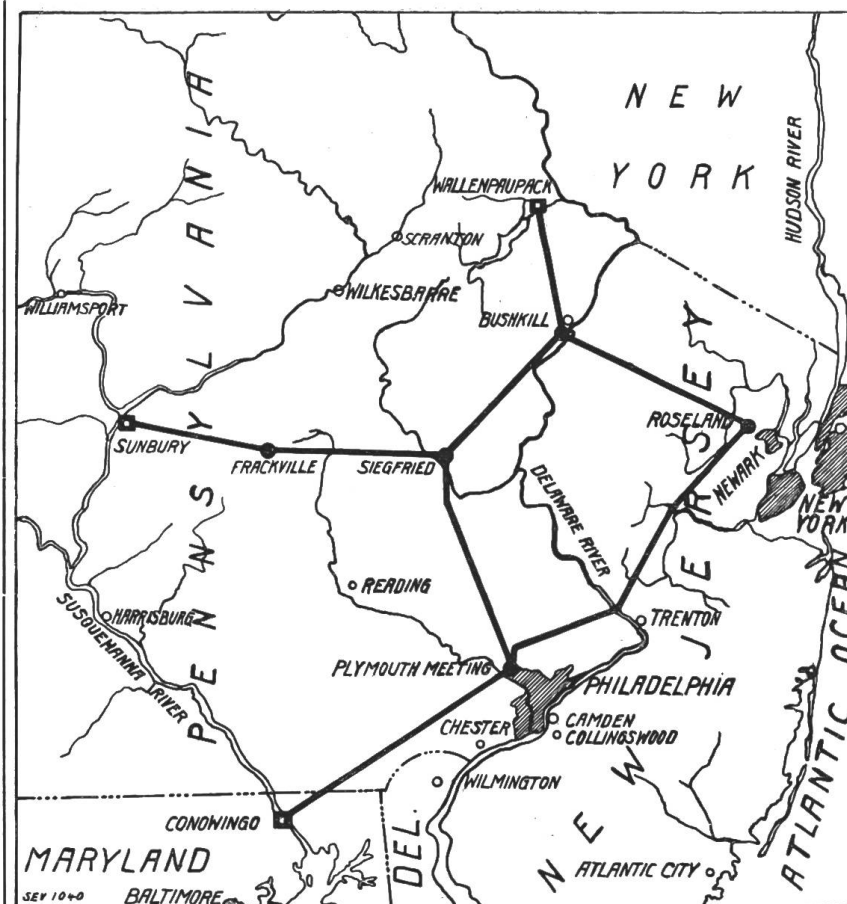 NEW
YORK
HUDSON RIVER
PENNSYLVANIA
WALLENPAUPACK
SCRANTON
WILKESBARRE
WILLIAMSPORT
BUSHKILL
NEW JERSEY
ROSELAND
NEWARK
NEW
YORK
SUNBURY
FRACKVILLE
SIEGFRIED
DELAWARE RIVER
READING
SUSQUEHANNA
RIVER
HARRISBURG
TRENTON
PLYMOUTH MEETING
PHILADELPHIA
CHESTER
CAMDEN
COLLINGSWOOD
WILMINGTON
CONOWINGO
ATLANTIC OCEAN
MARYLAND
DEL.
ATLANTIC CITY
SEV 1040
BALTIMORE